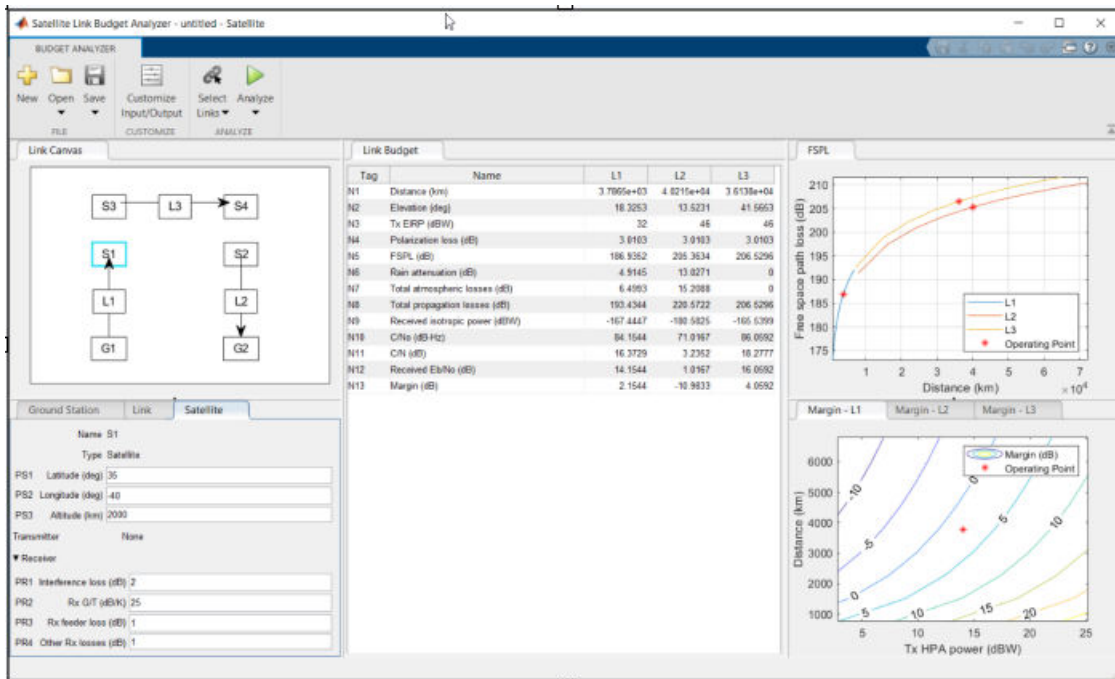 Satellite Link Budget Analyzer - untitled - Satellite
BUDGET ANALYZER
New Open Save Customize Input/Output Select Links Analyze
FILE CUSTOMIZE ANALYZE
Link Canvas
S3 L3 S4
S1 S2
L1 L2
G1 G2
Ground Station Link Satellite
Name S1
Type Satellite
PS1 Latitude (deg) 35
PS2 Longitude (deg) -40
PS3 Altitude (km) 2000
Transmitter None
Receiver
PR1 Interference loss (dB) 2
PR2 Rx G/T (dB/K) 25
PR3 Rx feeder loss (dB) 1
PR4 Other Rx losses (dB) 1
Link Budget
Tag Name L1 L2 L3
N1 Distance (km) 3.7865e+03 4.0215e+04 3.6138e+04
N2 Elevation (deg) 18.3253 13.5231 41.5653
N3 Tx EIRP (dBW) 32 46 46
N4 Polarization loss (dB) 3.0103 3.0103 3.0103
N5 FSPL (dB) 186.9352 205.3634 206.5296
N6 Rain attenuation (dB) 4.9145 13.0271 0
N7 Total atmospheric losses (dB) 6.4993 15.2088 0
N8 Total propagation losses (dB) 193.4344 220.5722 206.5296
N9 Received isotropic power (dBW) -167.4447 -180.5825 -165.5399
N10 C/No (dB-Hz) 84.1544 71.0167 86.0592
N11 C/N (dB) 16.3729 3.2352 18.2777
N12 Received Eb/No (dB) 14.1544 1.0167 16.0592
N13 Margin (dB) 2.1544 -10.9833 4.0592
FSPL
Free space path loss (dB)
210
205
200
195
190
185
180
175
L1
L2
L3
Operating Point
1 2 3 4 5 6 7
Distance (km) ×10⁴
Margin - L1 Margin - L2 Margin - L3
Distance (km)
6000
5000
4000
3000
2000
1000
Margin (dB)
Operating Point
-10 -5 0 5 10
0 5 10 15 20
5 10 15 20 25
Tx HPA power (dBW)